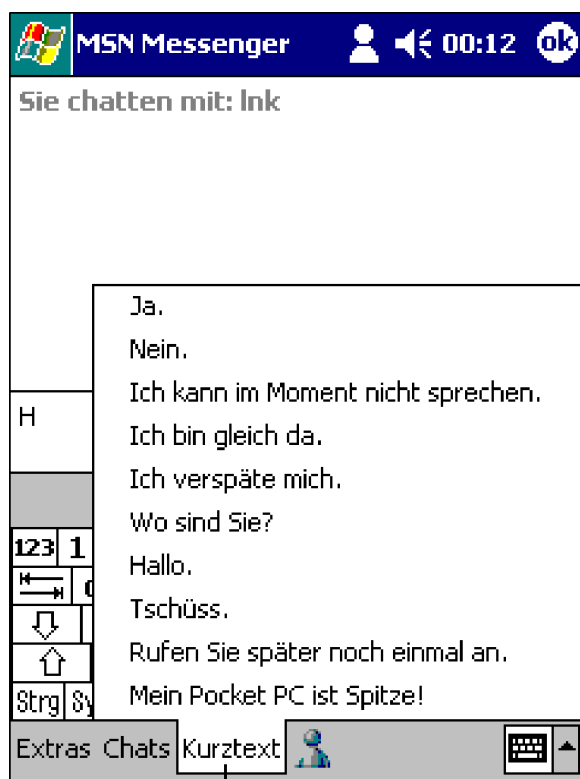 MSN Messenger 00:12 ok
Sie chatten mit: lnk
Ja.
Nein.
Ich kann im Moment nicht sprechen.
H
Ich bin gleich da.
Ich verspäte mich.
Wo sind Sie?
123 1
Hallo.
Tschüss.
Rufen Sie später noch einmal an.
Strg
Mein Pocket PC ist Spitze!
Extras Chats Kurztext